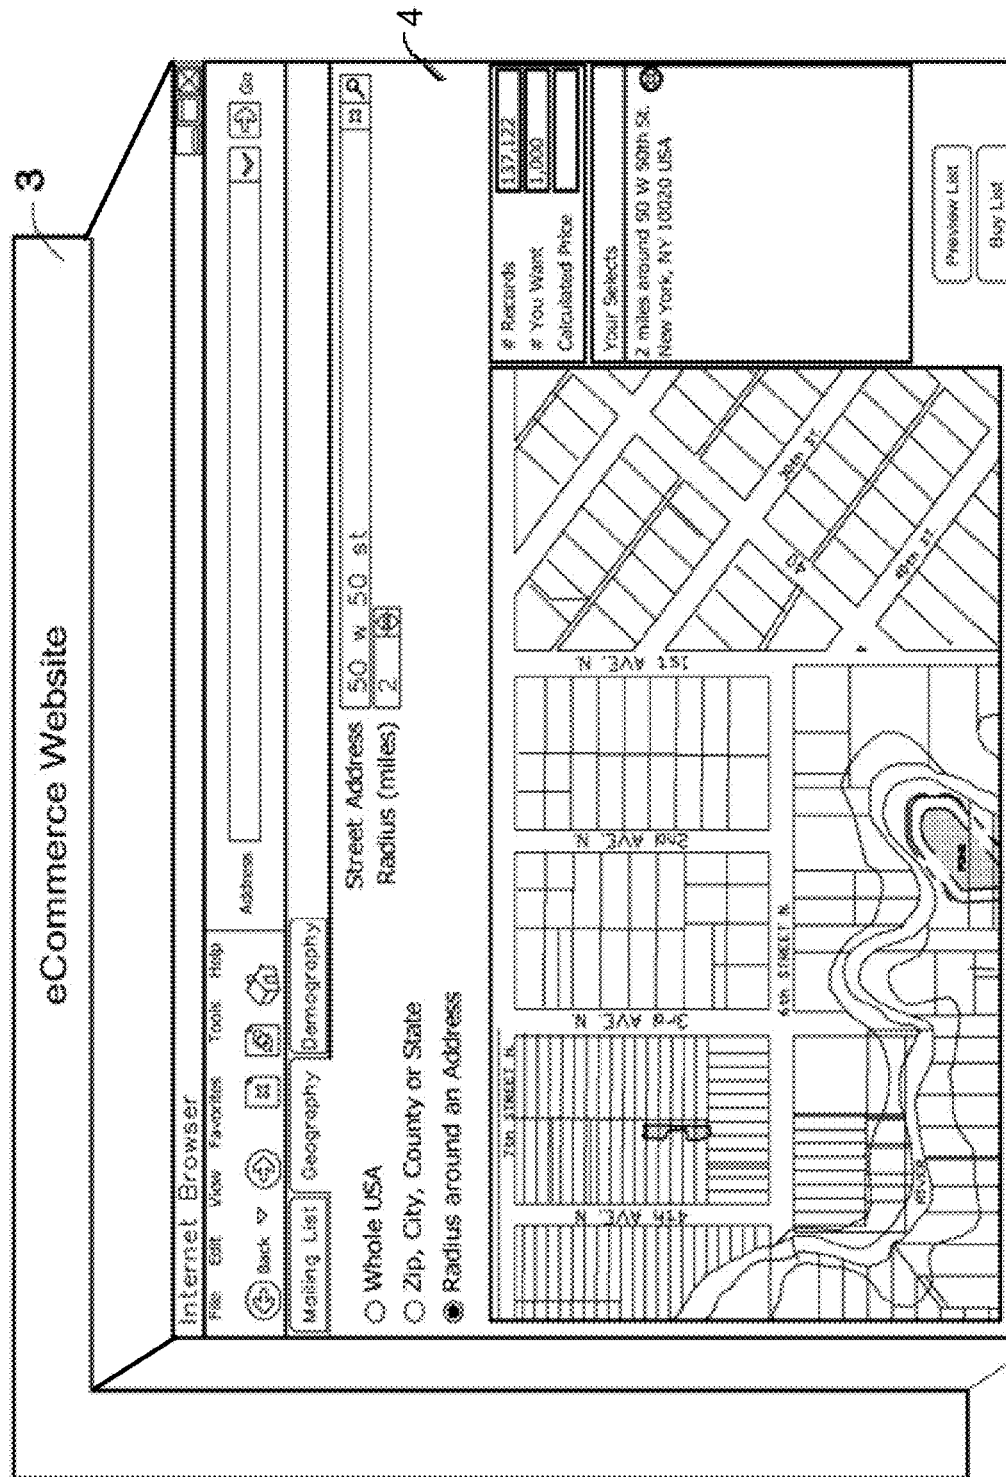 3
eCommerce Website
Internet Browser
File Edit View Favorites Tools Help
Back
Address
Go
Mailing List Geography Demography
Whole USA
Zip, City, County or State
Radius around an Address
Street Address 50 w 50 st
Radius (miles) 2
4
# Records 137,122
# You Want 1,000
Calculated Price
Your Selects
2 miles around 50 W 50th St.
New York, NY 10020 USA
Preview List
Buy List
7th STREET N.
4th AVE. N
3rd AVE. N
2nd AVE. N
1st AVE. N.
6th STREET N.